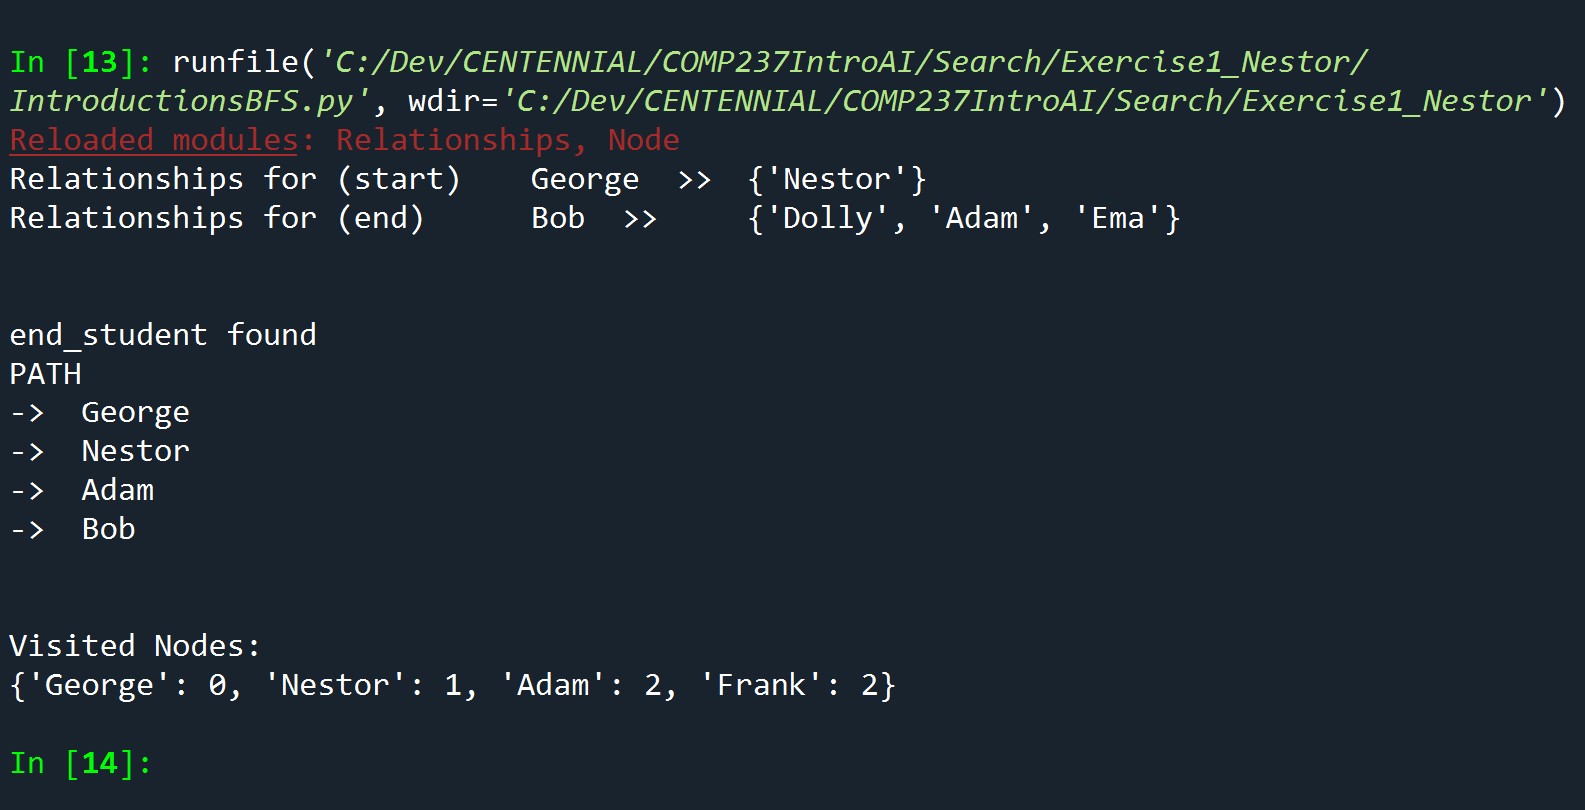 In [13]: runfile('C:/Dev/CENTENNIAL/COMP237IntroAI/Search/Exercise1_Nestor/
IntroductionsBFS.py', wdir='C:/Dev/CENTENNIAL/COMP237IntroAI/Search/Exercise1_Nestor')
Reloaded modules: Relationships, Node
Relationships for (start)    George  >>  {'Nestor'}
Relationships for (end)      Bob  >>     {'Dolly', 'Adam', 'Ema'}
end_student found
PATH
->  George
->  Nestor
->  Adam
->  Bob
Visited Nodes:
{'George': 0, 'Nestor': 1, 'Adam': 2, 'Frank': 2}
In [14]: